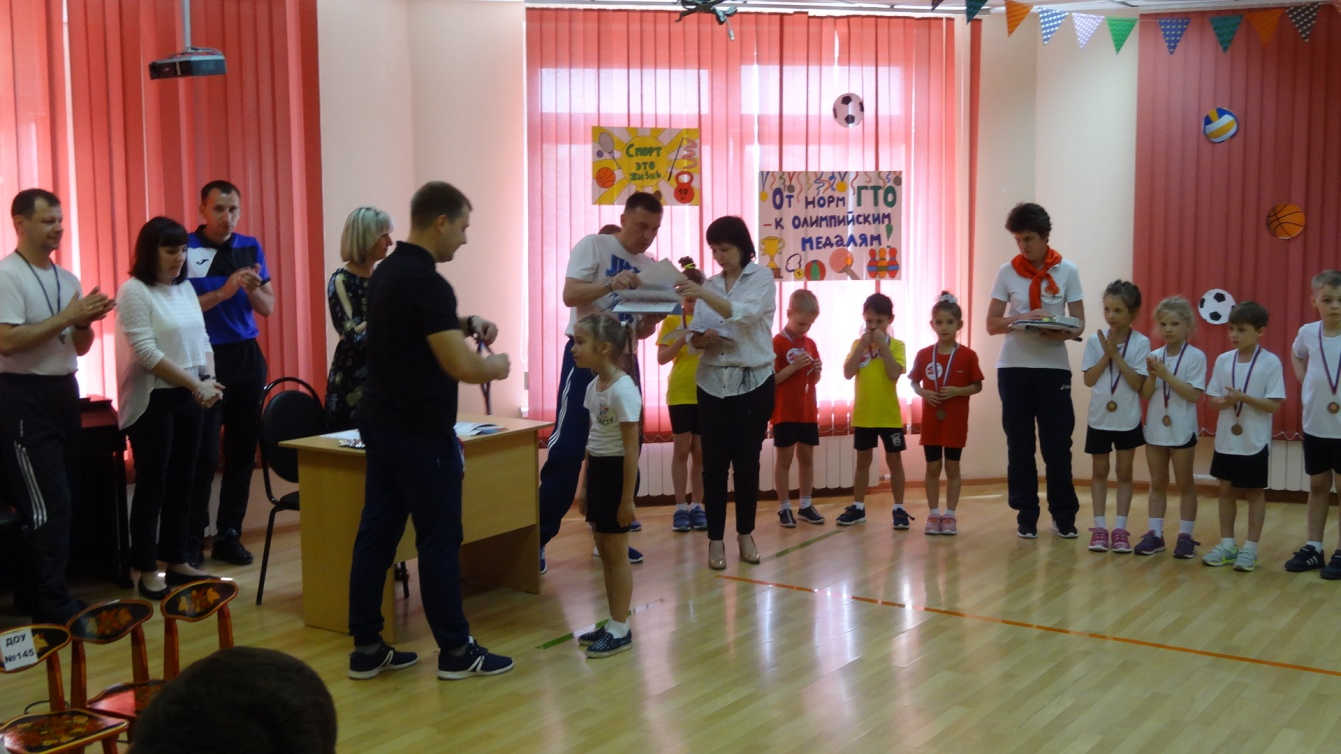 Спорт
это
жизнь
От норм ГТО
- к олимпийским
медалям!
ДОУ
№145